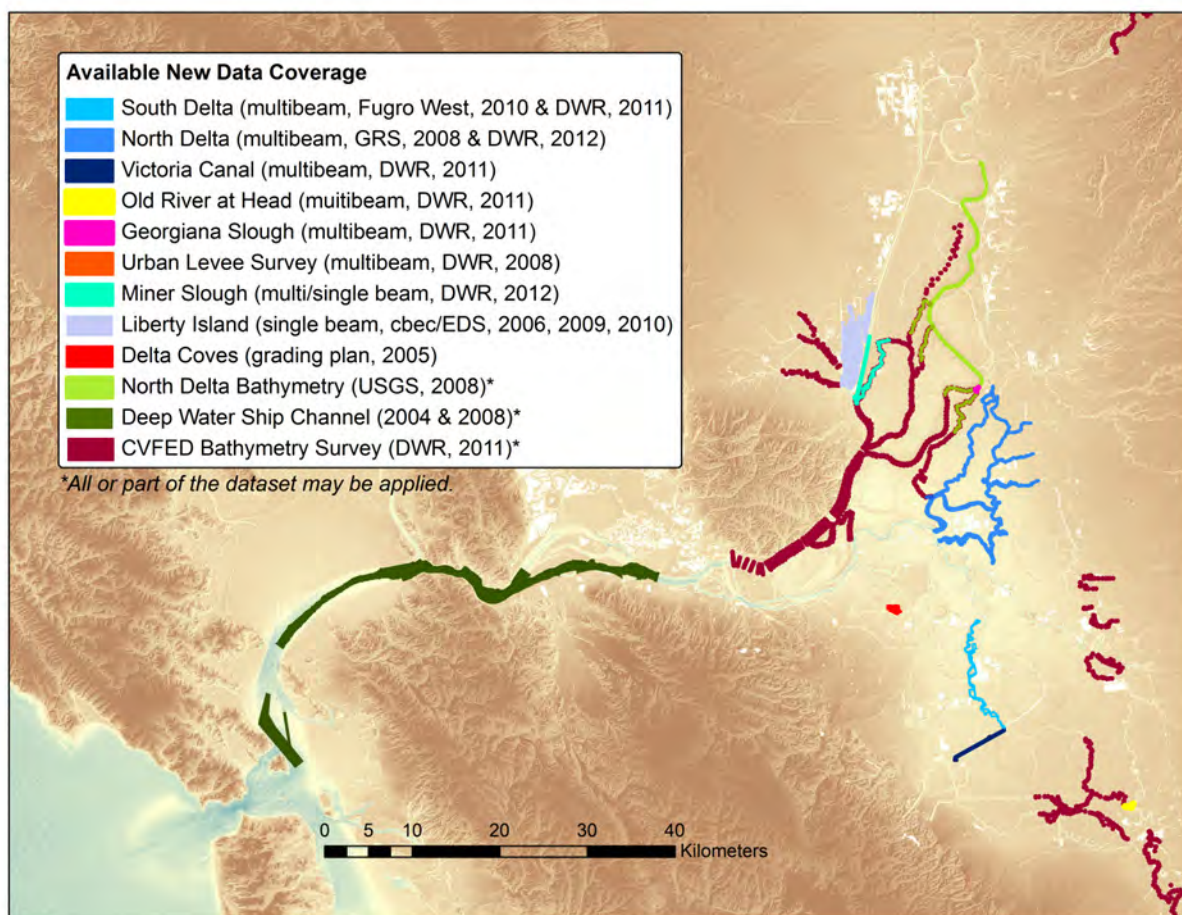 Available New Data Coverage
South Delta (multibeam, Fugro West, 2010 & DWR, 2011)
North Delta (multibeam, GRS, 2008 & DWR, 2012)
Victoria Canal (multibeam, DWR, 2011)
Old River at Head (muitibeam, DWR, 2011)
Georgiana Slough (multibeam, DWR, 2011)
Urban Levee Survey (multibeam, DWR, 2008)
Miner Slough (multi/single beam, DWR, 2012)
Liberty Island (single beam, cbec/EDS, 2006, 2009, 2010)
Delta Coves (grading plan, 2005)
North Delta Bathymetry (USGS, 2008)*
Deep Water Ship Channel (2004 & 2008)*
CVFED Bathymetry Survey (DWR, 2011)*
*All or part of the dataset may be applied.
0 5 10 20 30 40
Kilometers